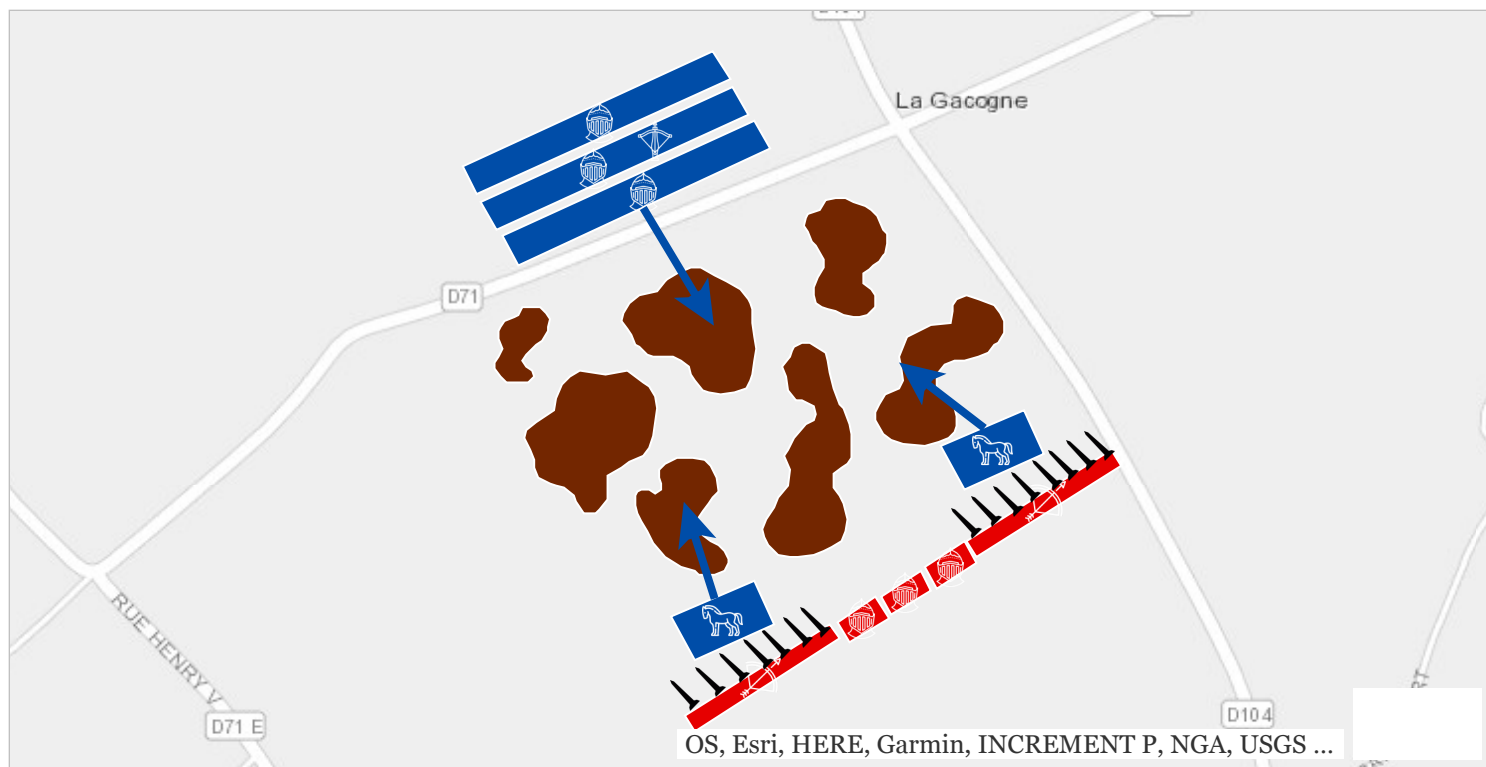 La Gacogne
D71
RUE HENRY V
D71 E
D104
OS, Esri, HERE, Garmin, INCREMENT P, NGA, USGS ...